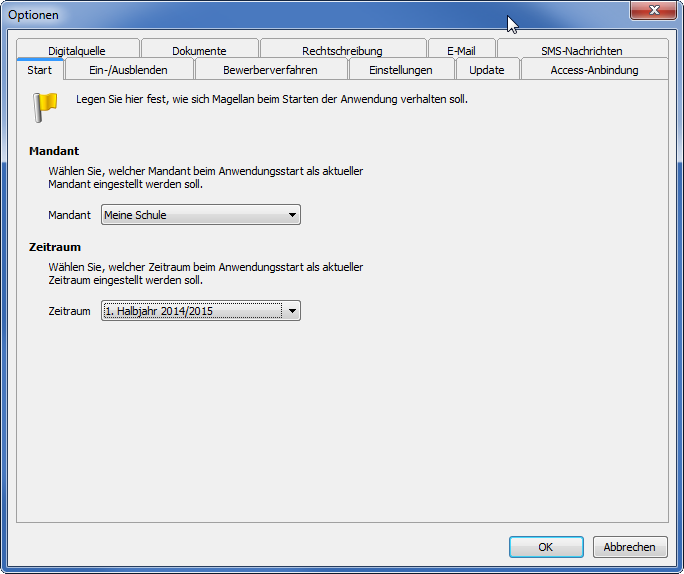 Optionen
Digitalquelle Dokumente Rechtschreibung E-Mail SMS-Nachrichten
Start Ein-/Ausblenden Bewerberverfahren Einstellungen Update Access-Anbindung
Legen Sie hier fest, wie sich Magellan beim Starten der Anwendung verhalten soll.
Mandant
Wählen Sie, welcher Mandant beim Anwendungsstart als aktueller
Mandant eingestellt werden soll.
Mandant Meine Schule
Zeitraum
Wählen Sie, welcher Zeitraum beim Anwendungsstart als aktueller
Zeitraum eingestellt werden soll.
Zeitraum 1. Halbjahr 2014/2015
OK Abbrechen